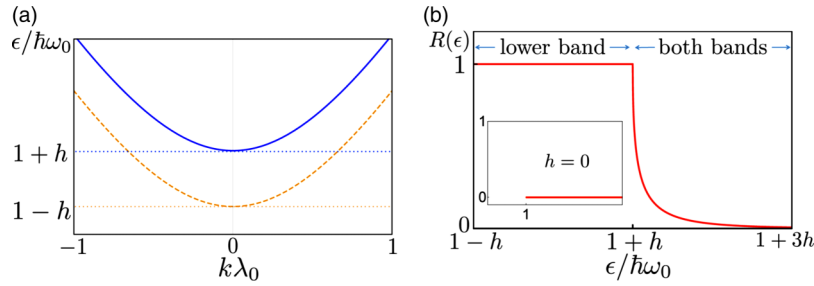 (a)
ϵ/ħω₀
1 + h
1 − h
−1
0
1
kλ₀
(b)
R(ϵ)
lower band
both bands
1
1
h = 0
0
1
0
1 − h
1 + h
1 + 3h
ϵ/ħω₀